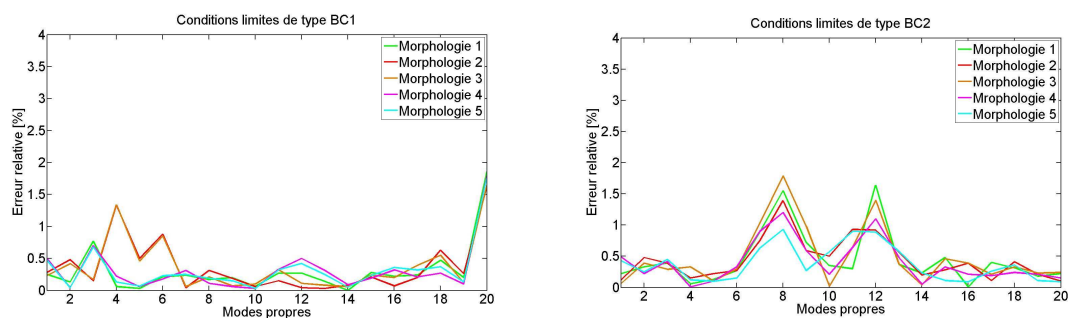 Conditions limites de type BC1
Erreur relative [%]
4
3.5
3
2.5
2
1.5
1
0.5
0
2 4 6 8 10 12 14 16 18 20
Modes propres
Morphologie 1
Morphologie 2
Morphologie 3
Morphologie 4
Morphologie 5
Conditions limites de type BC2
Erreur relative [%]
4
3.5
3
2.5
2
1.5
1
0.5
0
2 4 6 8 10 12 14 16 18 20
Modes propres
Morphologie 1
Morphologie 2
Morphologie 3
Mrophologie 4
Morphologie 5